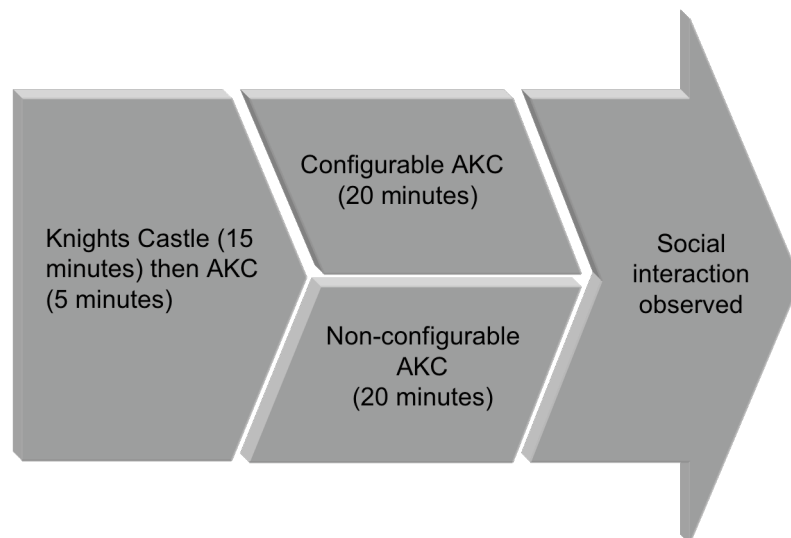 Knights Castle (15
minutes) then AKC
(5 minutes)
Configurable AKC
(20 minutes)
Non-configurable
AKC
(20 minutes)
Social
interaction
observed